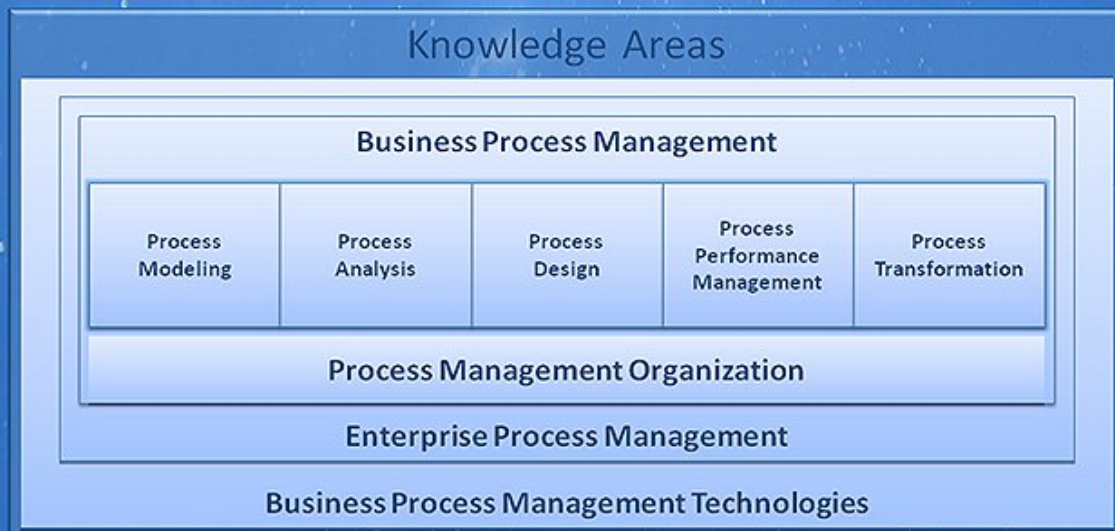 Knowledge Areas
Business Process Management
Process
Modeling
Process
Analysis
Process
Design
Process
Performance
Management
Process
Transformation
Process Management Organization
Enterprise Process Management
Business Process Management Technologies